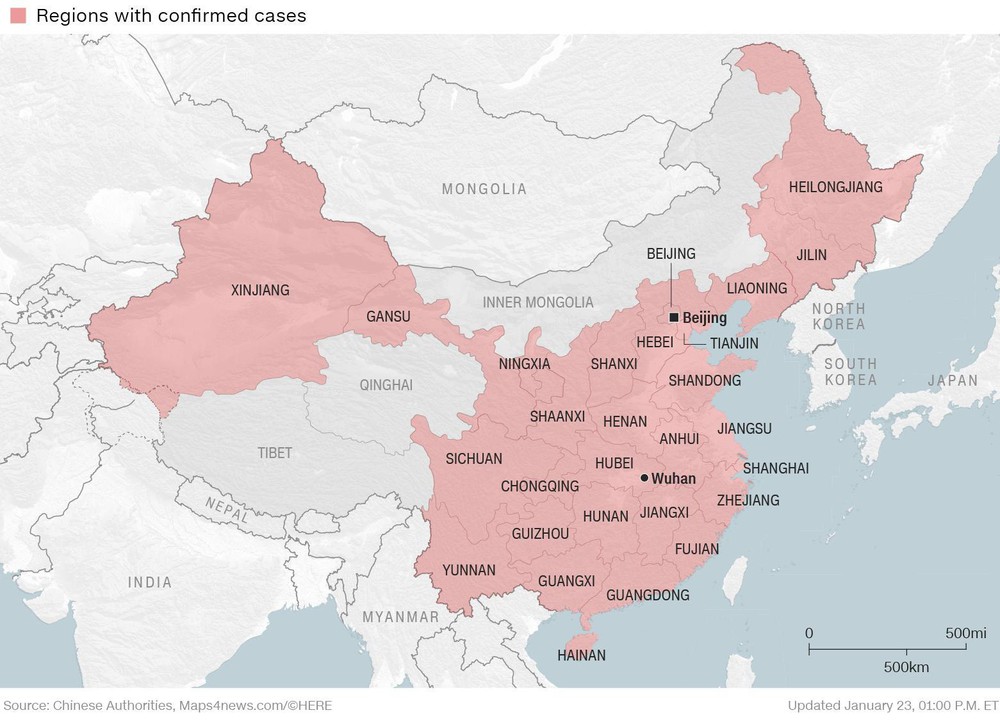 Regions with confirmed cases
HEILONGJIANG
MONGOLIA
BEIJING
JILIN
XINJIANG
LIAONING
INNER MONGOLIA
GANSU
Beijing
NORTH
KOREA
HEBEI
TIANJIN
NINGXIA
SHANXI
SOUTH
KOREA
QINGHAI
SHANDONG
JAPAN
SHAANXI
HENAN
JIANGSU
ANHUI
TIBET
SICHUAN
HUBEI
SHANGHAI
Wuhan
CHONGQING
ZHEJIANG
NEPAL
HUNAN
JIANGXI
GUIZHOU
FUJIAN
YUNNAN
INDIA
GUANGXI
GUANGDONG
MYANMAR
0
500mi
HAINAN
500km
Source: Chinese Authorities, Maps4news.com/©HERE
Updated January 23, 01:00 P.M. ET